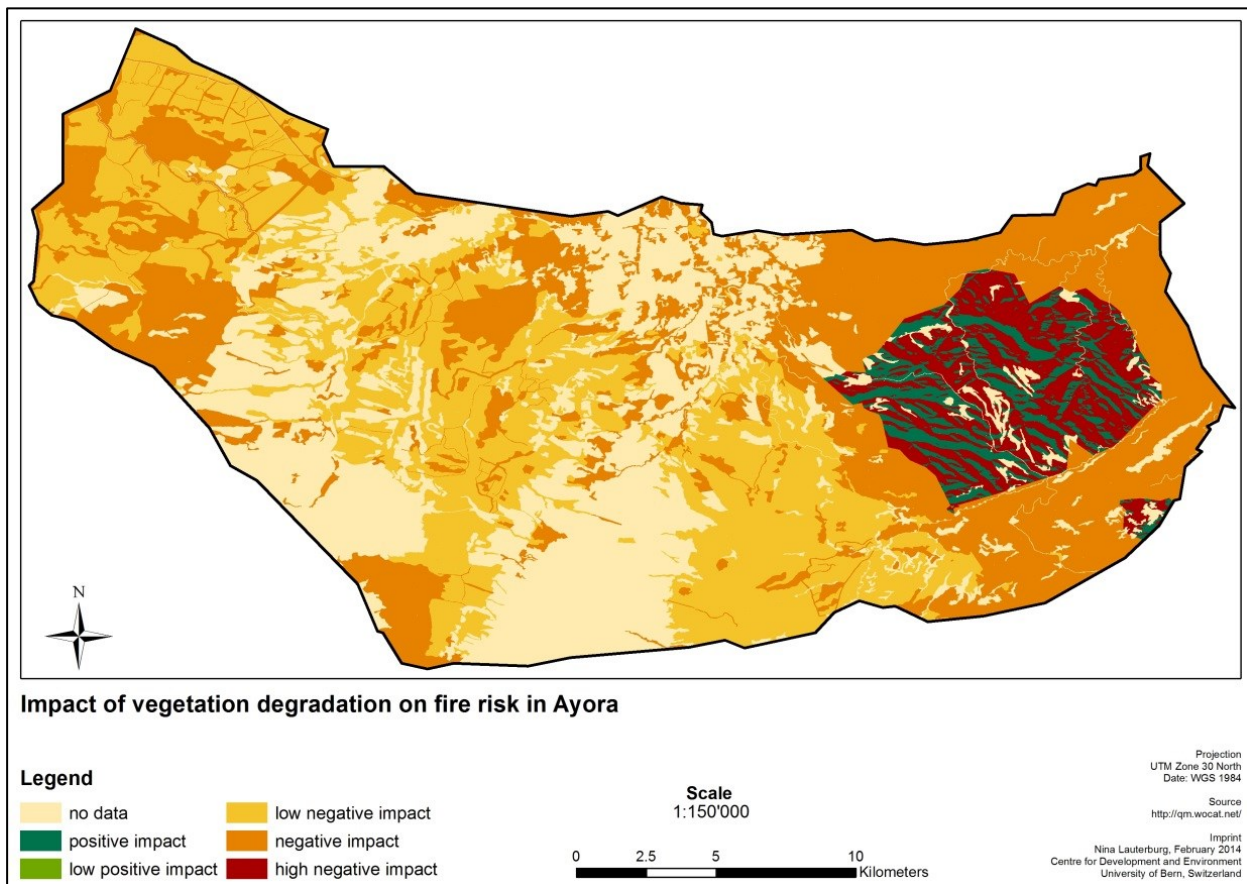 N
Impact of vegetation degradation on fire risk in Ayora
Legend
no data
low negative impact
positive impact
negative impact
low positive impact
high negative impact
Scale
1:150'000
0 2.5 5 10
Kilometers
Projection
UTM Zone 30 North
Date: WGS 1984
Source
http://qm.wocat.net/
Imprint
Nina Lauterburg, February 2014
Centre for Development and Environment
University of Bern, Switzerland